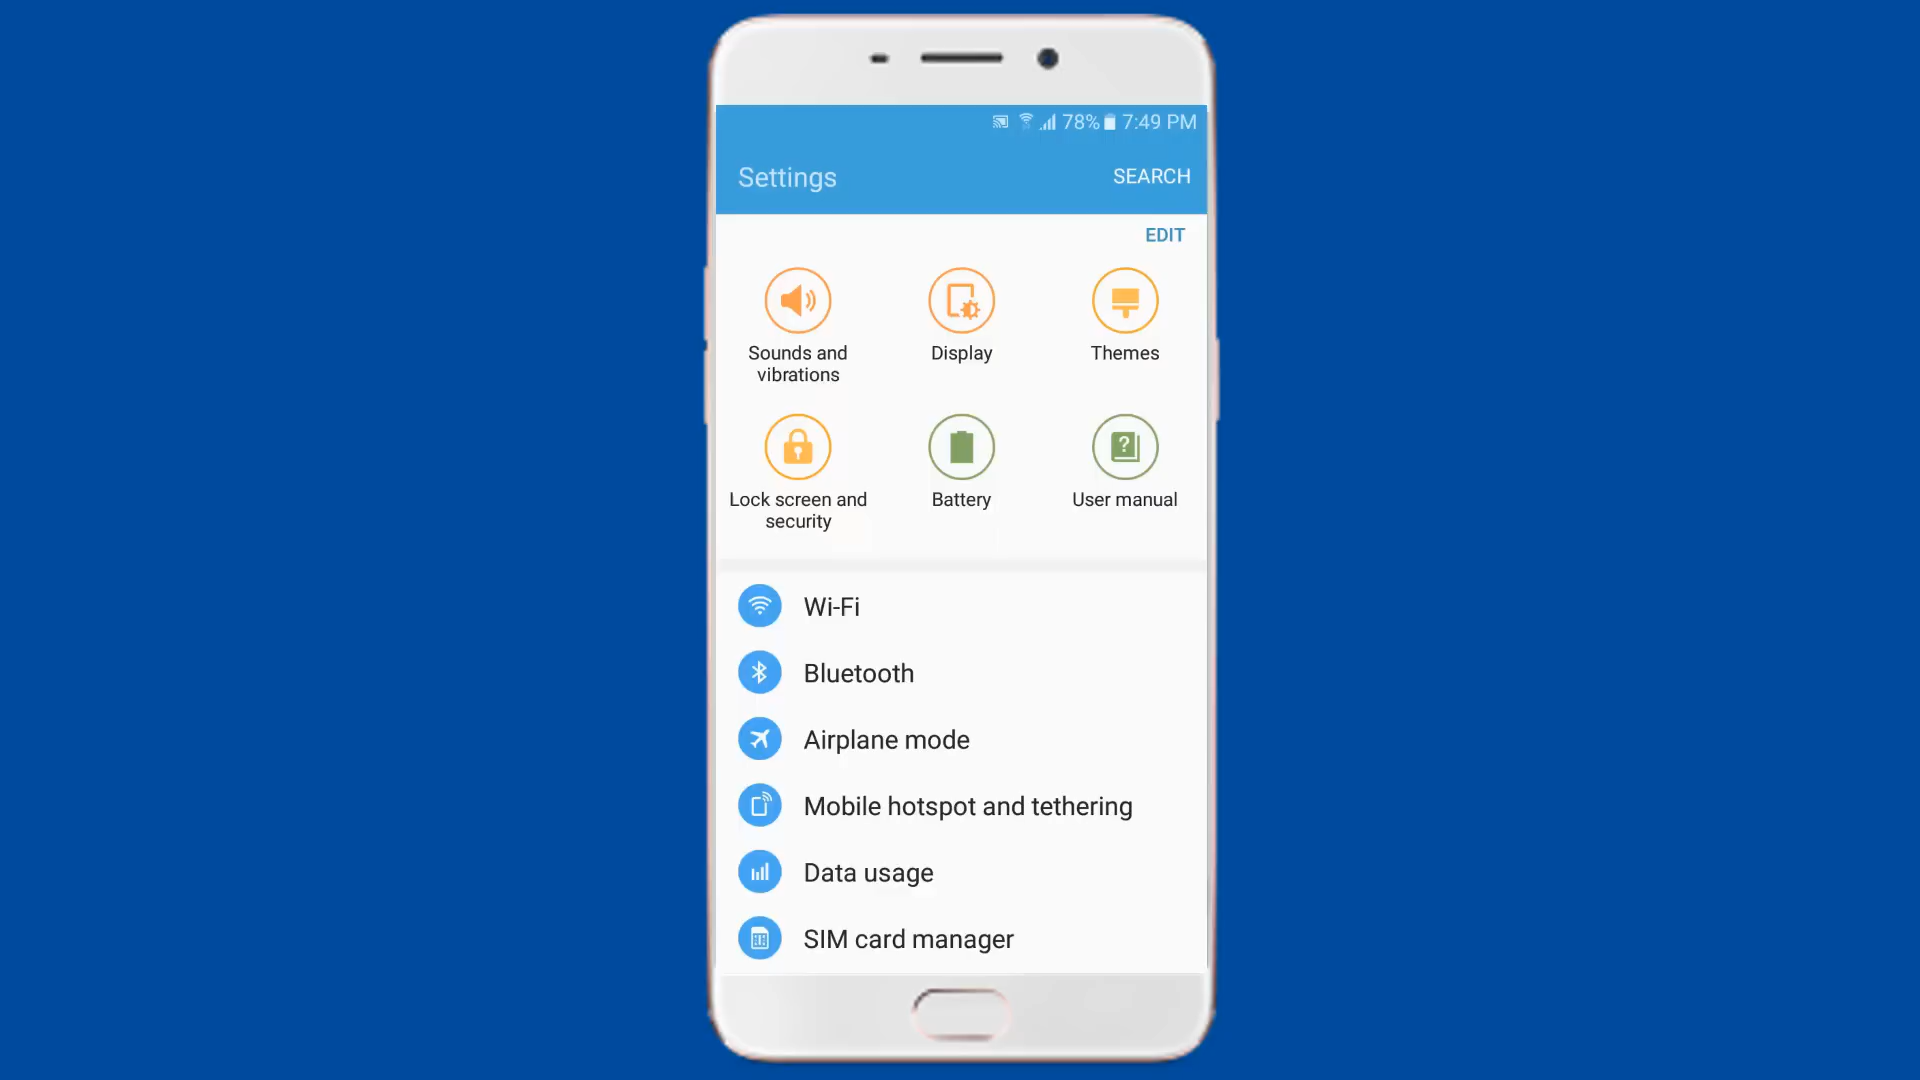 78% 7:49 PM
Settings
SEARCH
EDIT
Sounds and
vibrations
Display
Themes
Lock screen and
security
Battery
User manual
Wi-Fi
Bluetooth
Airplane mode
Mobile hotspot and tethering
Data usage
SIM card manager